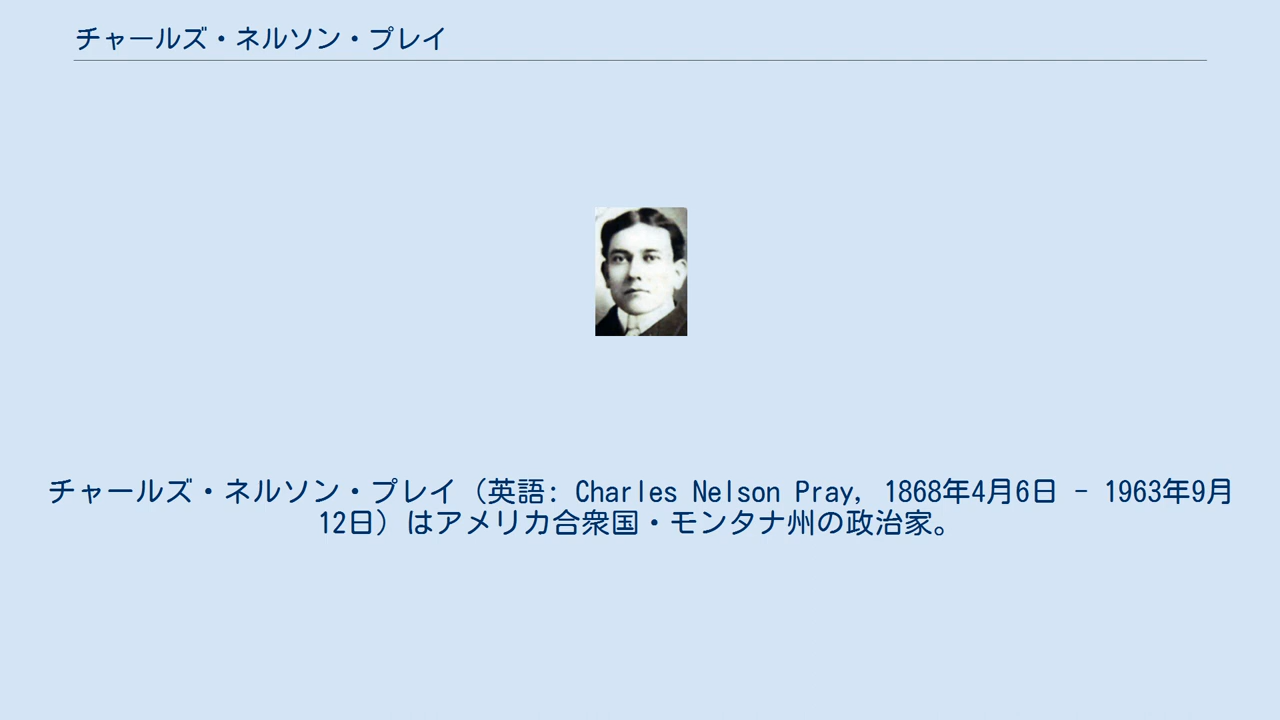 チャールズ・ネルソン・プレイ
チャールズ・ネルソン・プレイ（英語: Charles Nelson Pray, 1868年4月6日 - 1963年9月
12日）はアメリカ合衆国・モンタナ州の政治家。